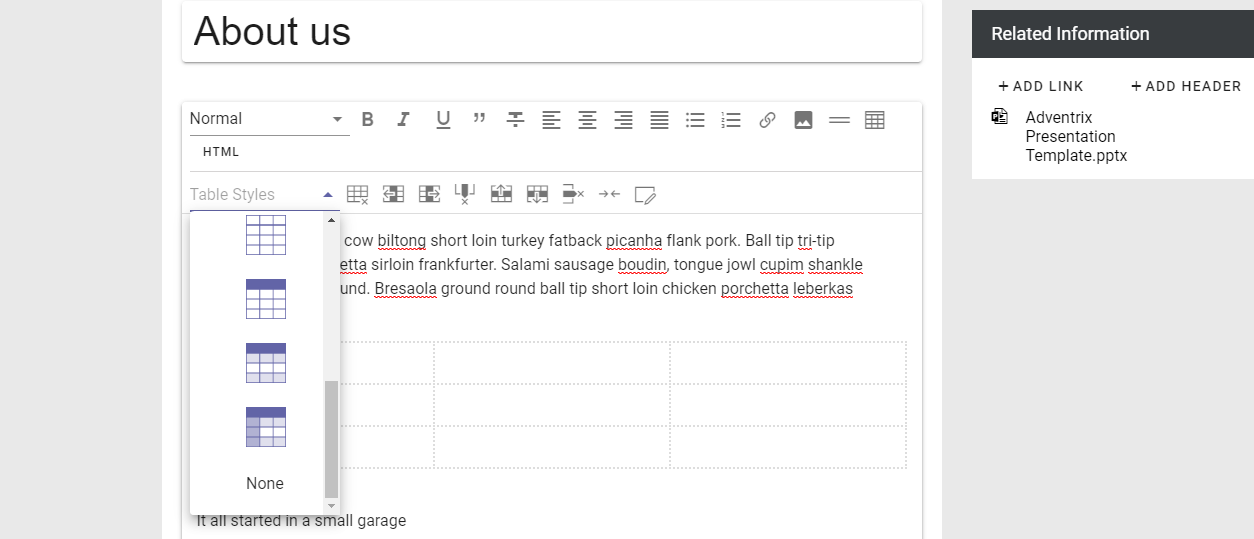 About us
Related Information
+ ADD LINK
+ ADD HEADER
Adventrix
Presentation
Template.pptx
Normal
HTML
Table Styles
cow biltong short loin turkey fatback picanha flank pork. Ball tip tri-tip
etta sirloin frankfurter. Salami sausage boudin, tongue jowl cupim shankle
und. Bresaola ground round ball tip short loin chicken porchetta leberkas
None
It all started in a small garage